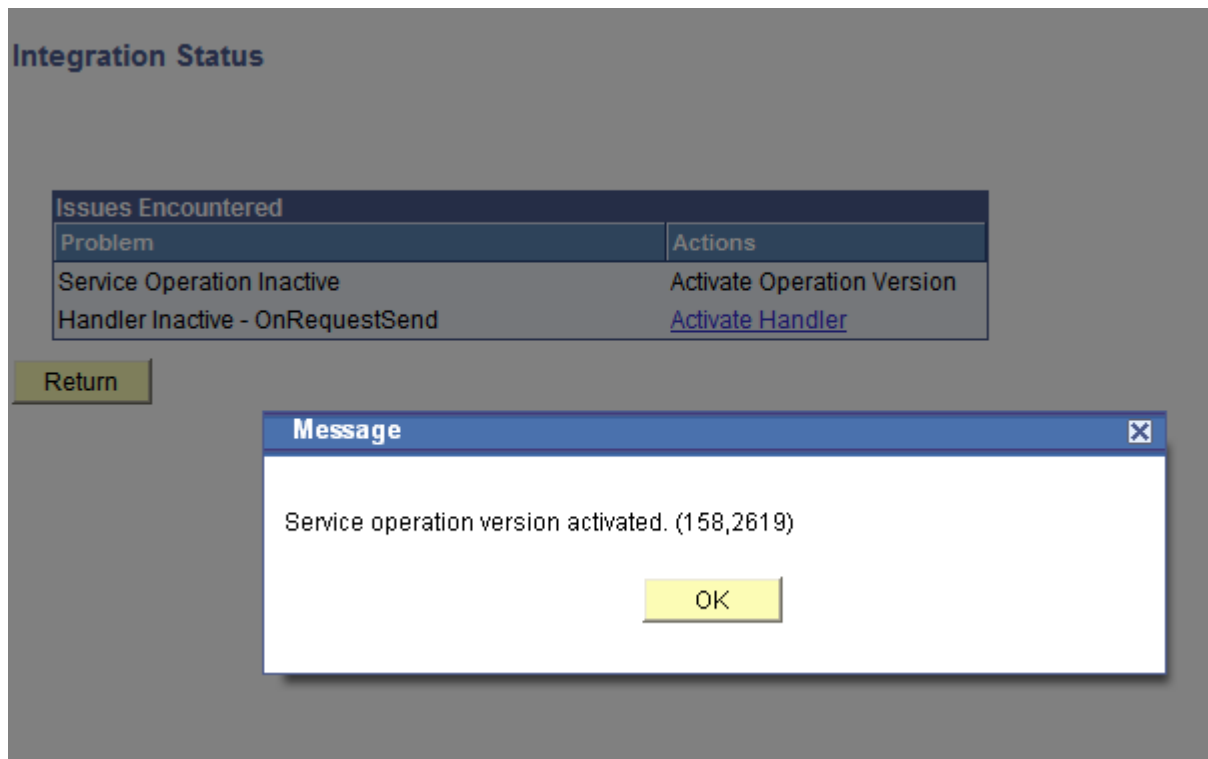 Integration Status
Issues Encountered
Problem Actions
Service Operation Inactive Activate Operation Version
Handler Inactive - OnRequestSend Activate Handler
Return
Message
Service operation version activated. (158,2619)
OK